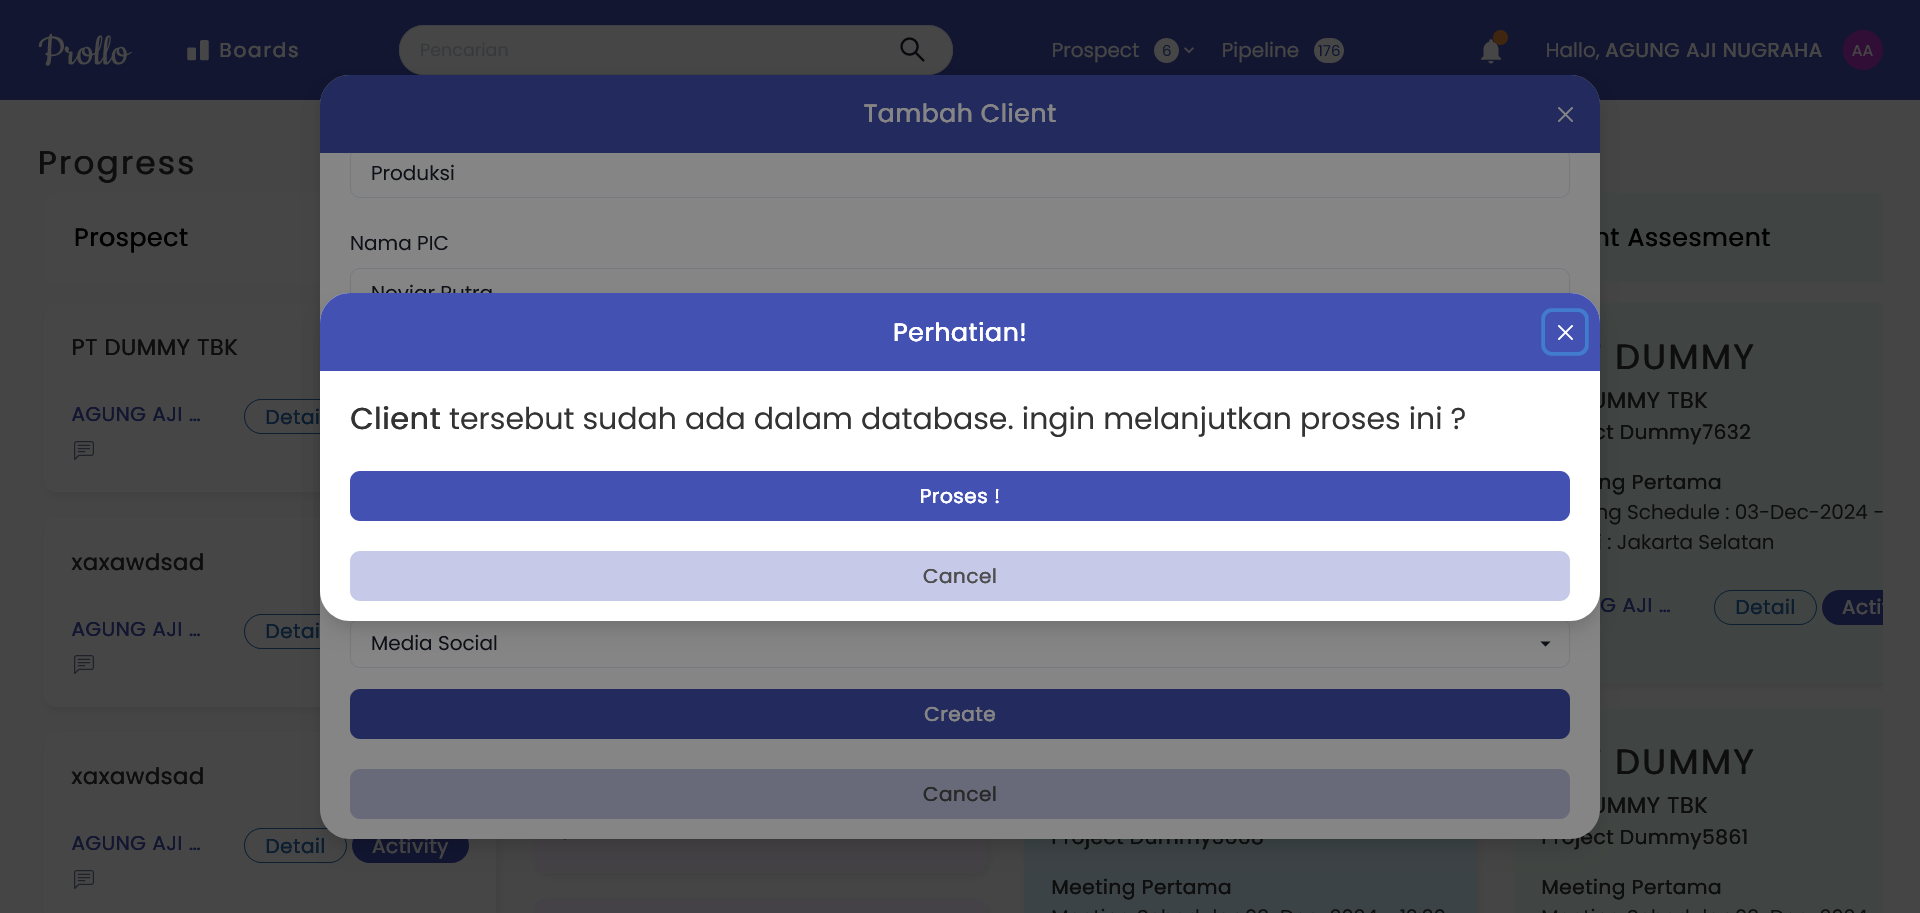 Prollo
Boards
Pencarian
Prospect 6
Pipeline 176
Hallo, AGUNG AJI NUGRAHA
AA
Tambah Client
Produksi
Nama PIC
Noviar Putra
Perhatian!
Client tersebut sudah ada dalam database. ingin melanjutkan proses ini ?
Proses !
Cancel
Media Social
Create
Cancel
Progress
Prospect
PT DUMMY TBK
AGUNG AJI ...
Detail
xaxawdsad
AGUNG AJI ...
Detail
xaxawdsad
AGUNG AJI ...
Detail
Activity
Meeting Pertama
nt Assesment
DUMMY
UMMY TBK
ct Dummy7632
ng Pertama
ng Schedule : 03-Dec-2024 -
: Jakarta Selatan
G AJI ...
Detail
Acti
DUMMY
UMMY TBK
Project Dummy5861
Meeting Pertama